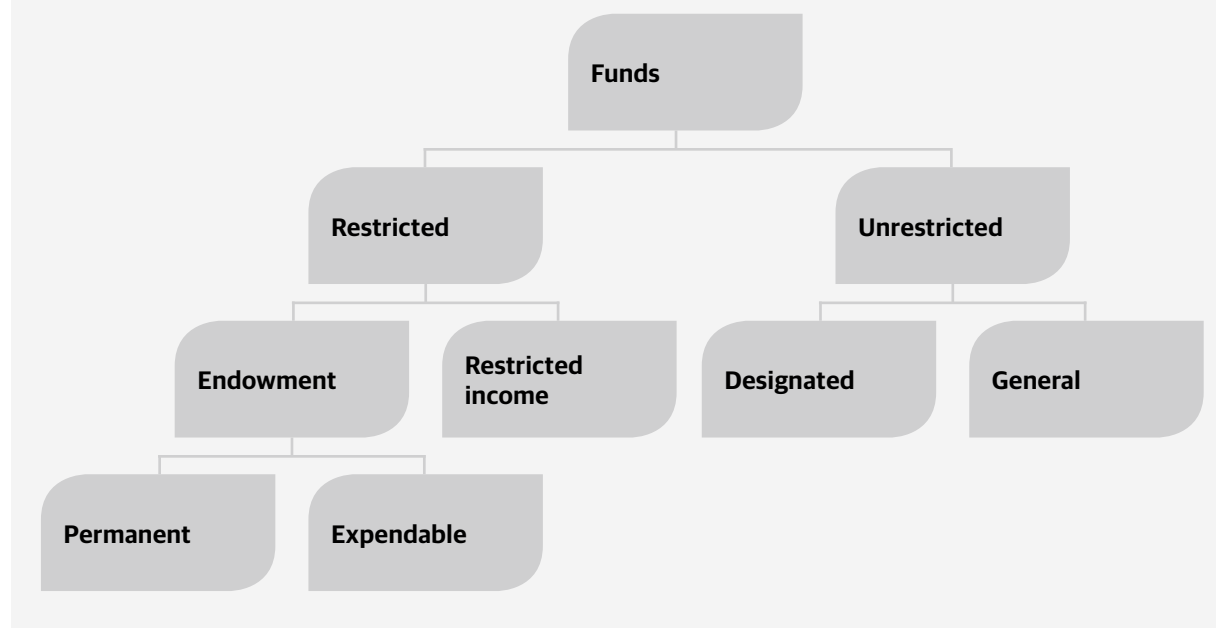 Funds
Restricted
Unrestricted
Endowment
Restricted
income
Designated
General
Permanent
Expendable